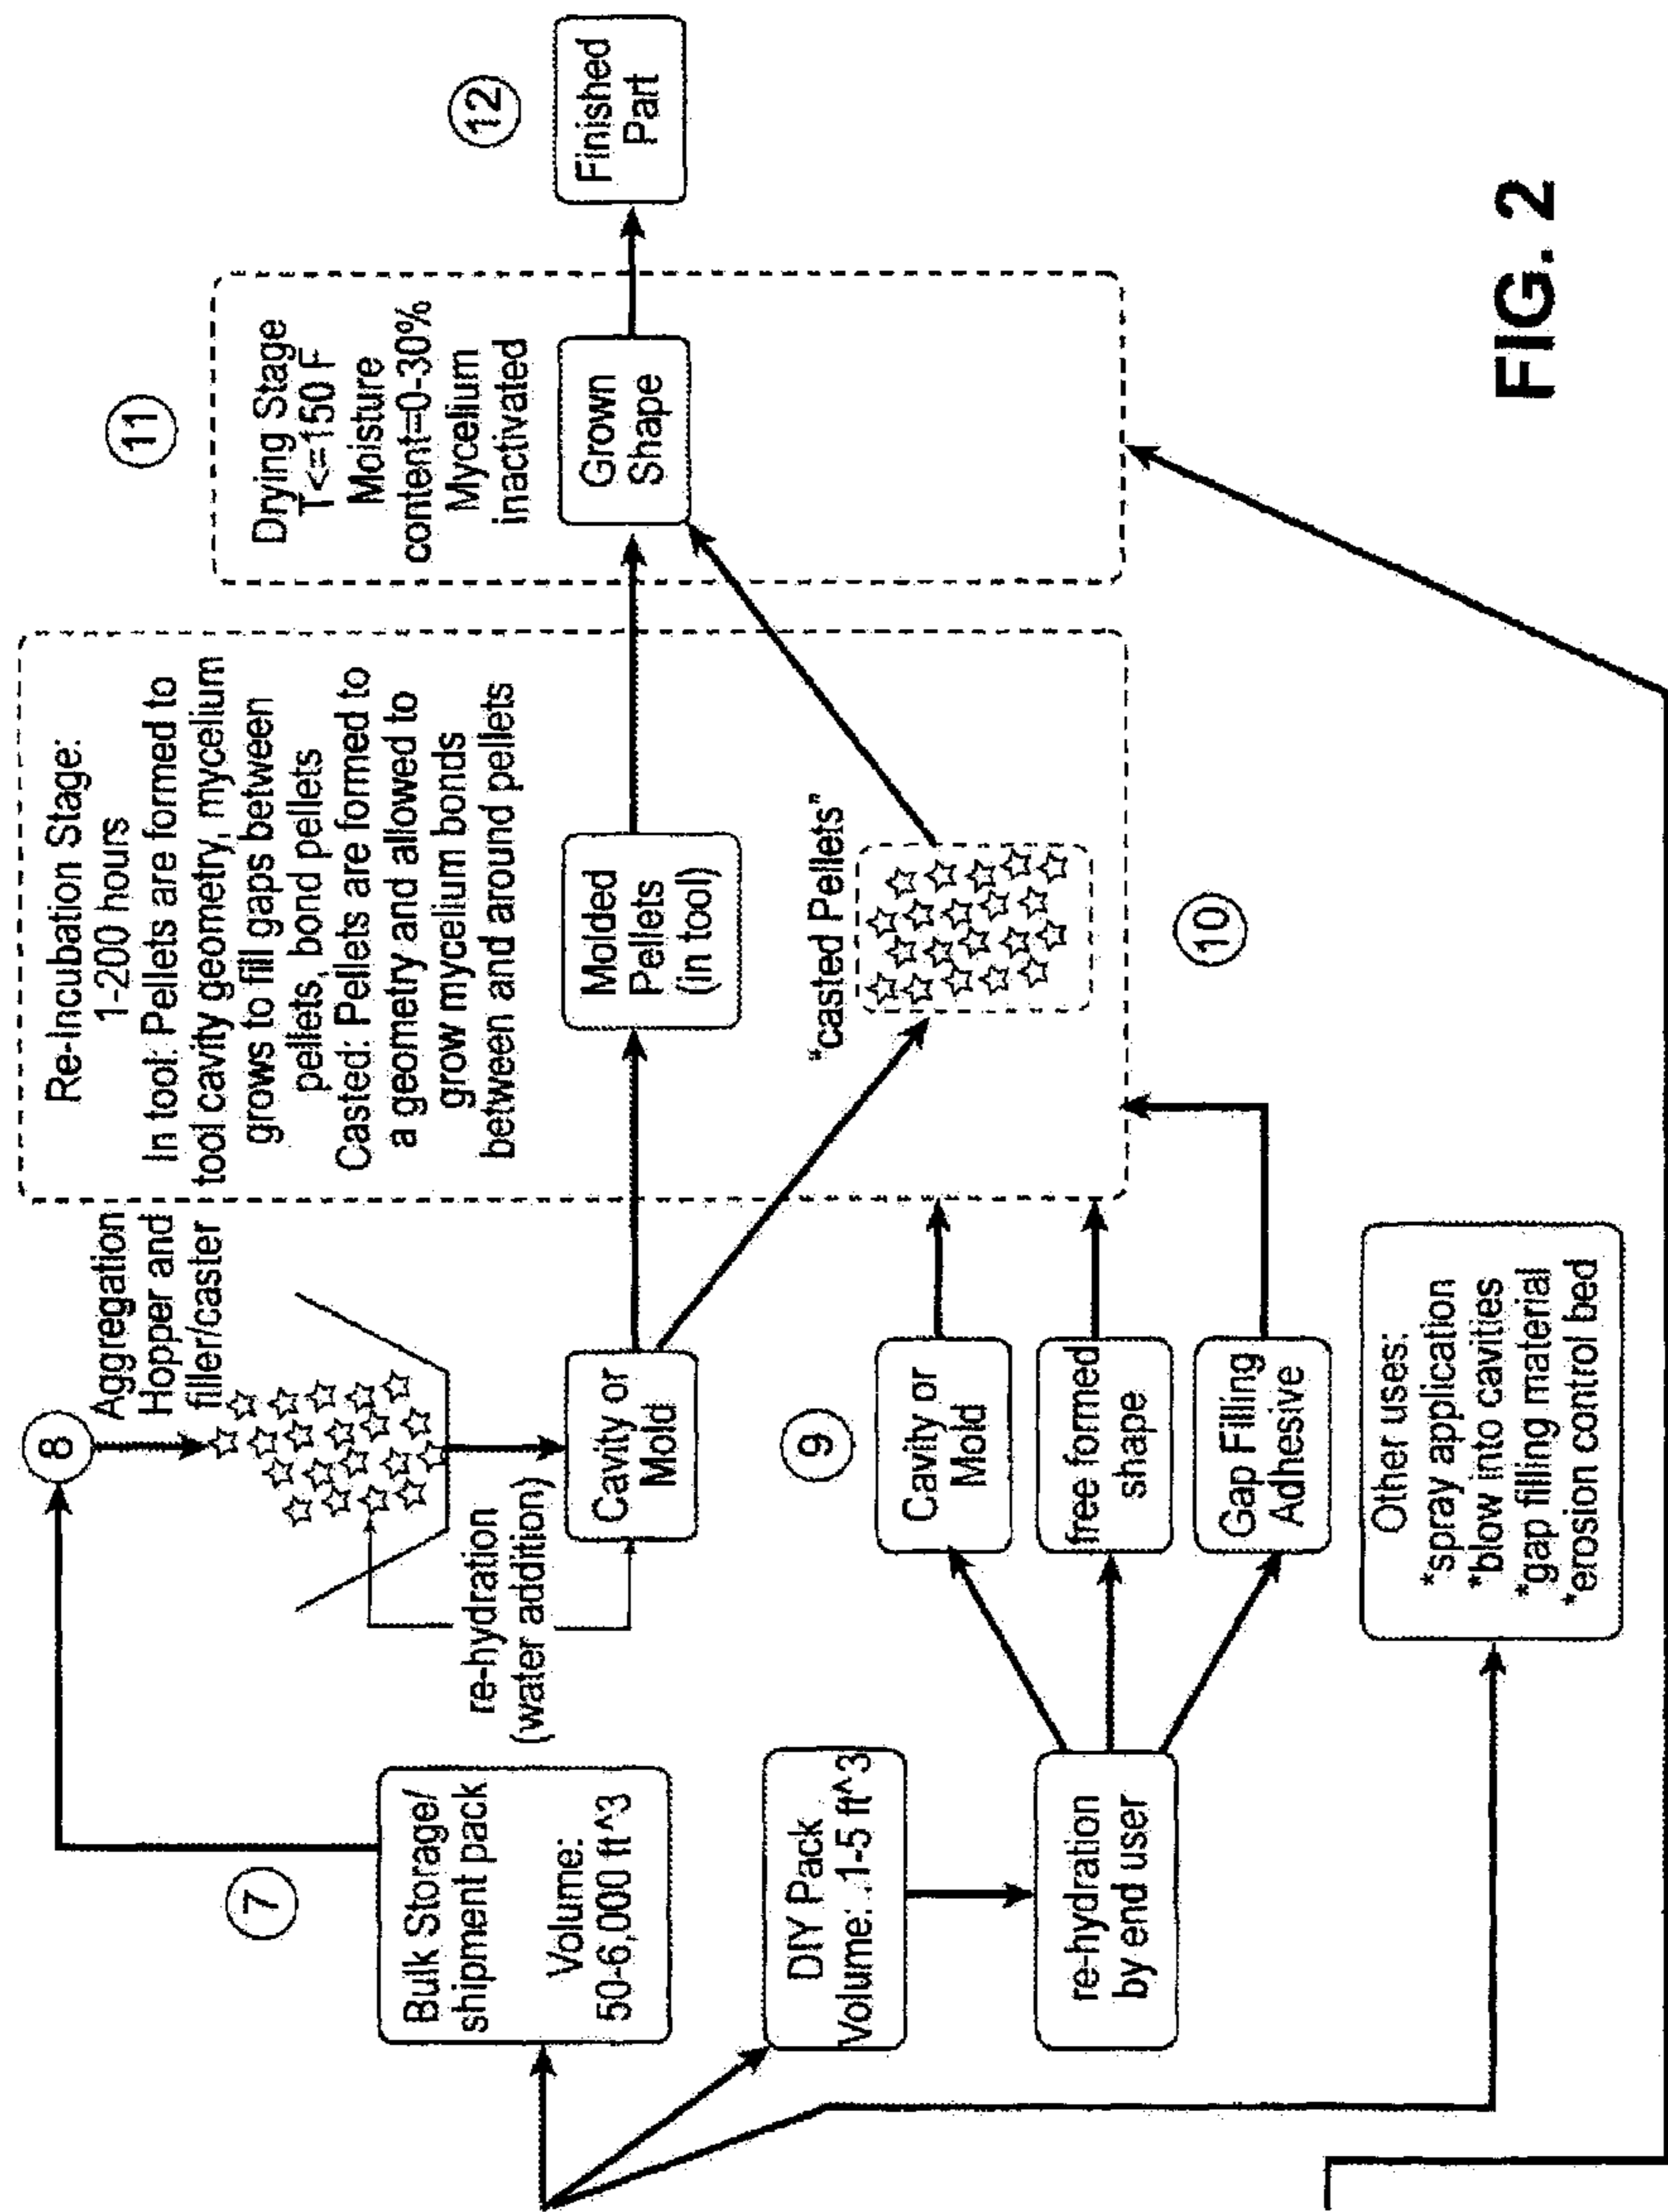 7
Bulk Storage/
shipment pack
Volume:
50-6,000 ft^3
DIY Pack
Volume: .1-5 ft^3
re-hydration
by end user
8
Aggregation
Hopper and
filler/caster
re-hydration
(water addition)
Cavity or
Mold
9
Cavity or
Mold
free formed
shape
Gap Filling
Adhesive
Other uses:
*spray application
*blow into cavities
*gap filling material
*erosion control bed
Re-Incubation Stage:
1-200 hours
In tool: Pellets are formed to
tool cavity geometry, mycelium
grows to fill gaps between
pellets, bond pellets
Casted: Pellets are formed to
a geometry and allowed to
grow mycelium bonds
between and around pellets
Molded
Pellets
(in tool)
"casted Pellets"
10
11
Drying Stage
T<=150 F
Moisture
content=0-30%
Mycelium
inactivated
Grown
Shape
12
Finished
Part
FIG. 2